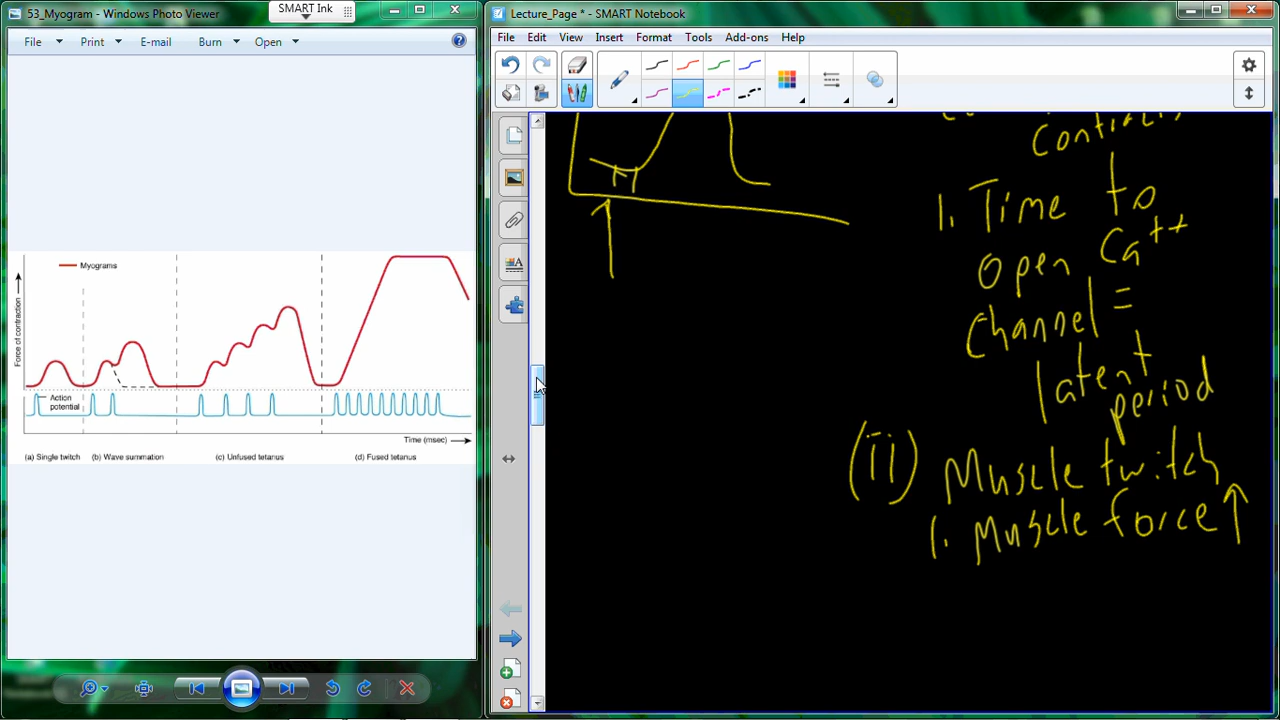 53_Myogram - Windows Photo Viewer
SMART Ink
File Print E-mail Burn Open
Myograms
Force of contraction
Action
potential
Time (msec)
(a) Single twitch (b) Wave summation (c) Unfused tetanus (d) Fused tetanus
Lecture_Page * - SMART Notebook
File Edit View Insert Format Tools Add-ons Help
1. Time to
open Ca++
channel =
latent
period
(ii) Muscle twitch
1. Muscle force ↑